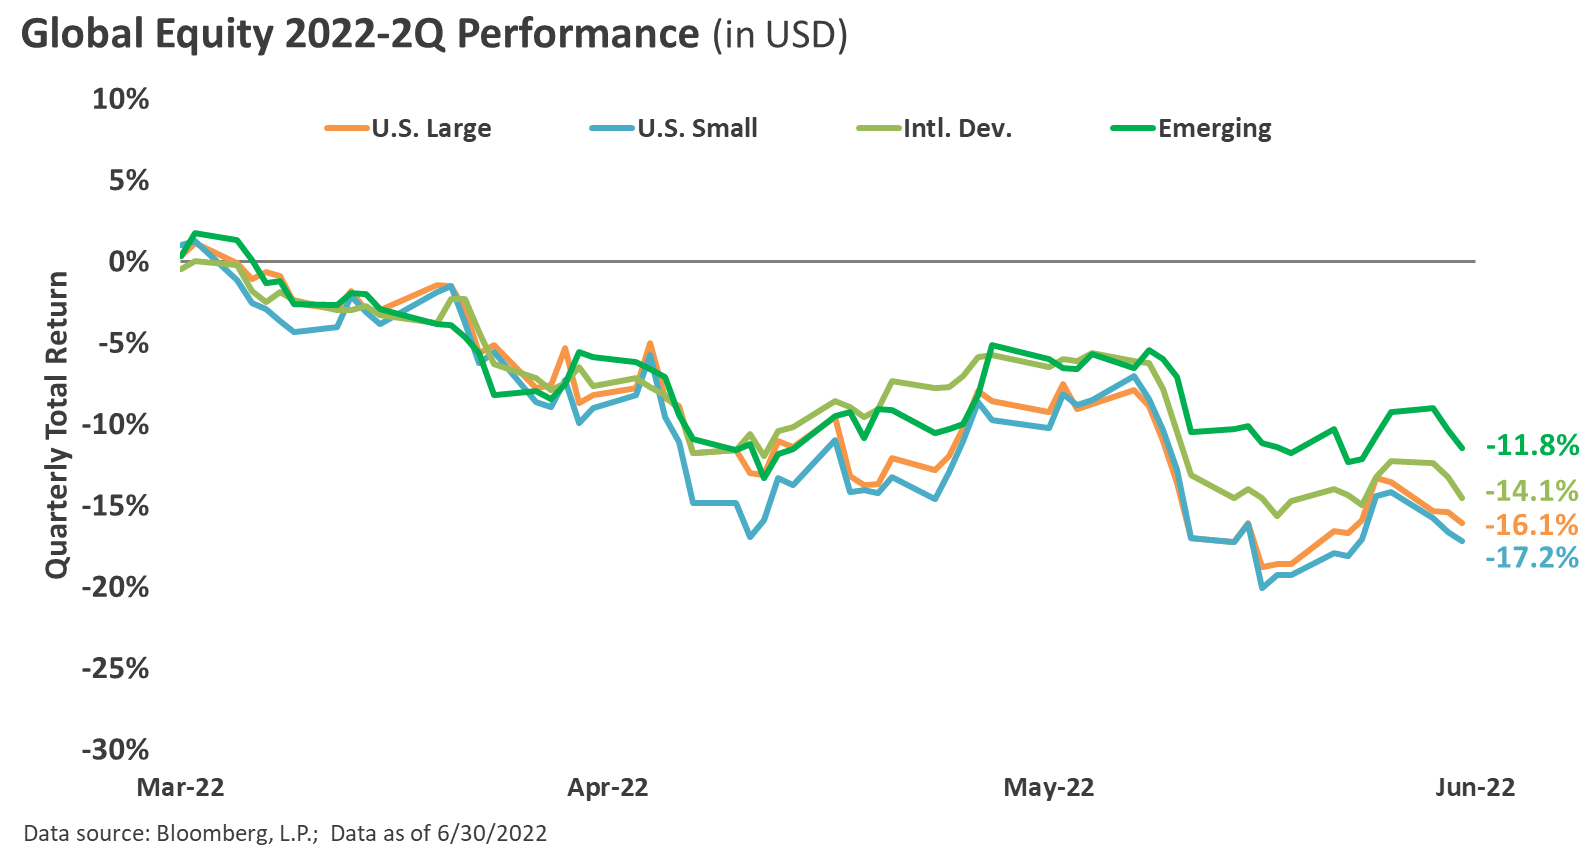 Global Equity 2022-2Q Performance (in USD)
10%
U.S. Large U.S. Small Intl. Dev. Emerging
5%
0%
-5%
-10%
-15%
-20%
-25%
-30%
Quarterly Total Return
-11.8%
-14.1%
-16.1%
-17.2%
Mar-22 Apr-22 May-22 Jun-22
Data source: Bloomberg, L.P.;  Data as of 6/30/2022